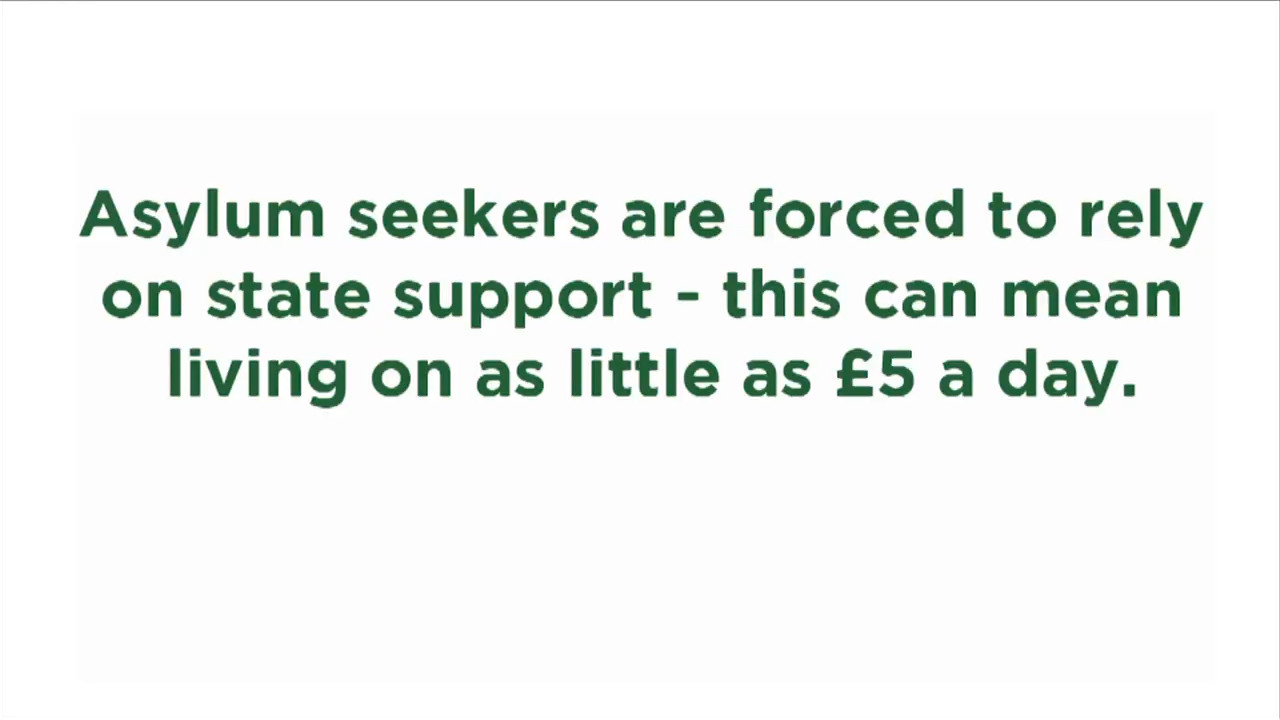 Asylum seekers are forced to rely
on state support - this can mean
living on as little as £5 a day.